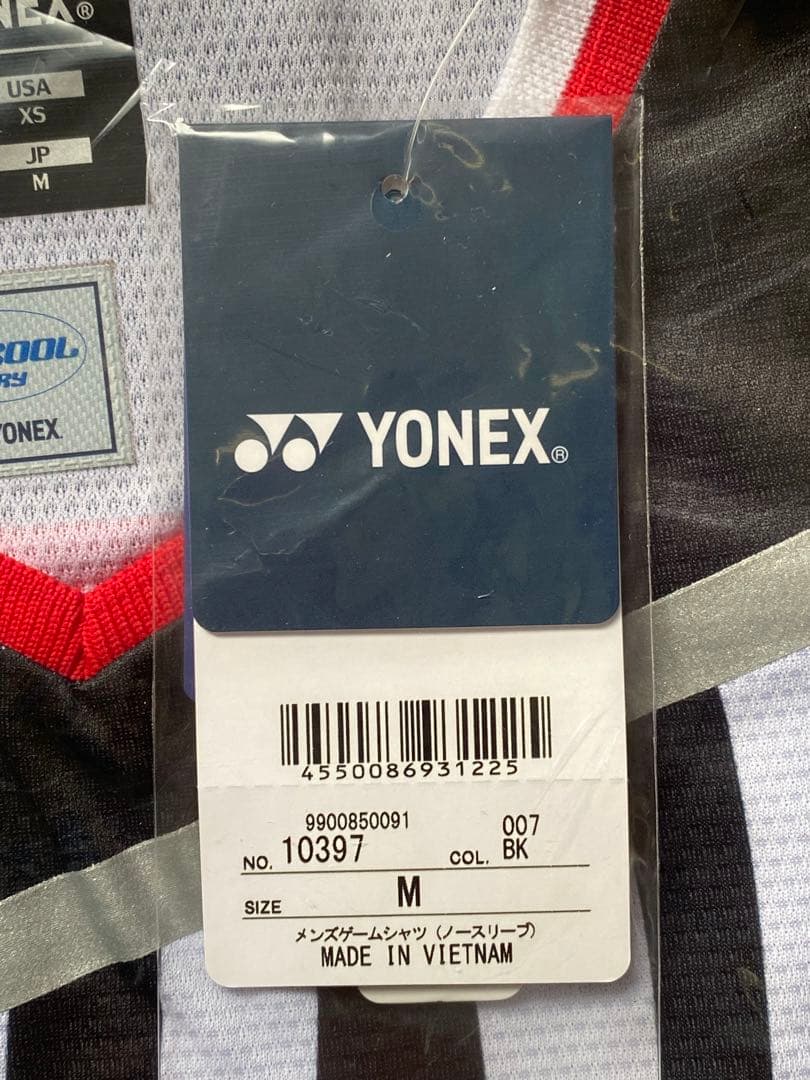 USA
XS
JP
M
YONEX
YONEX®
4550086931225
9900850091
NO. 10397
COL. 007 BK
SIZE M
メンズゲームシャツ（ノースリーブ）
MADE IN VIETNAM